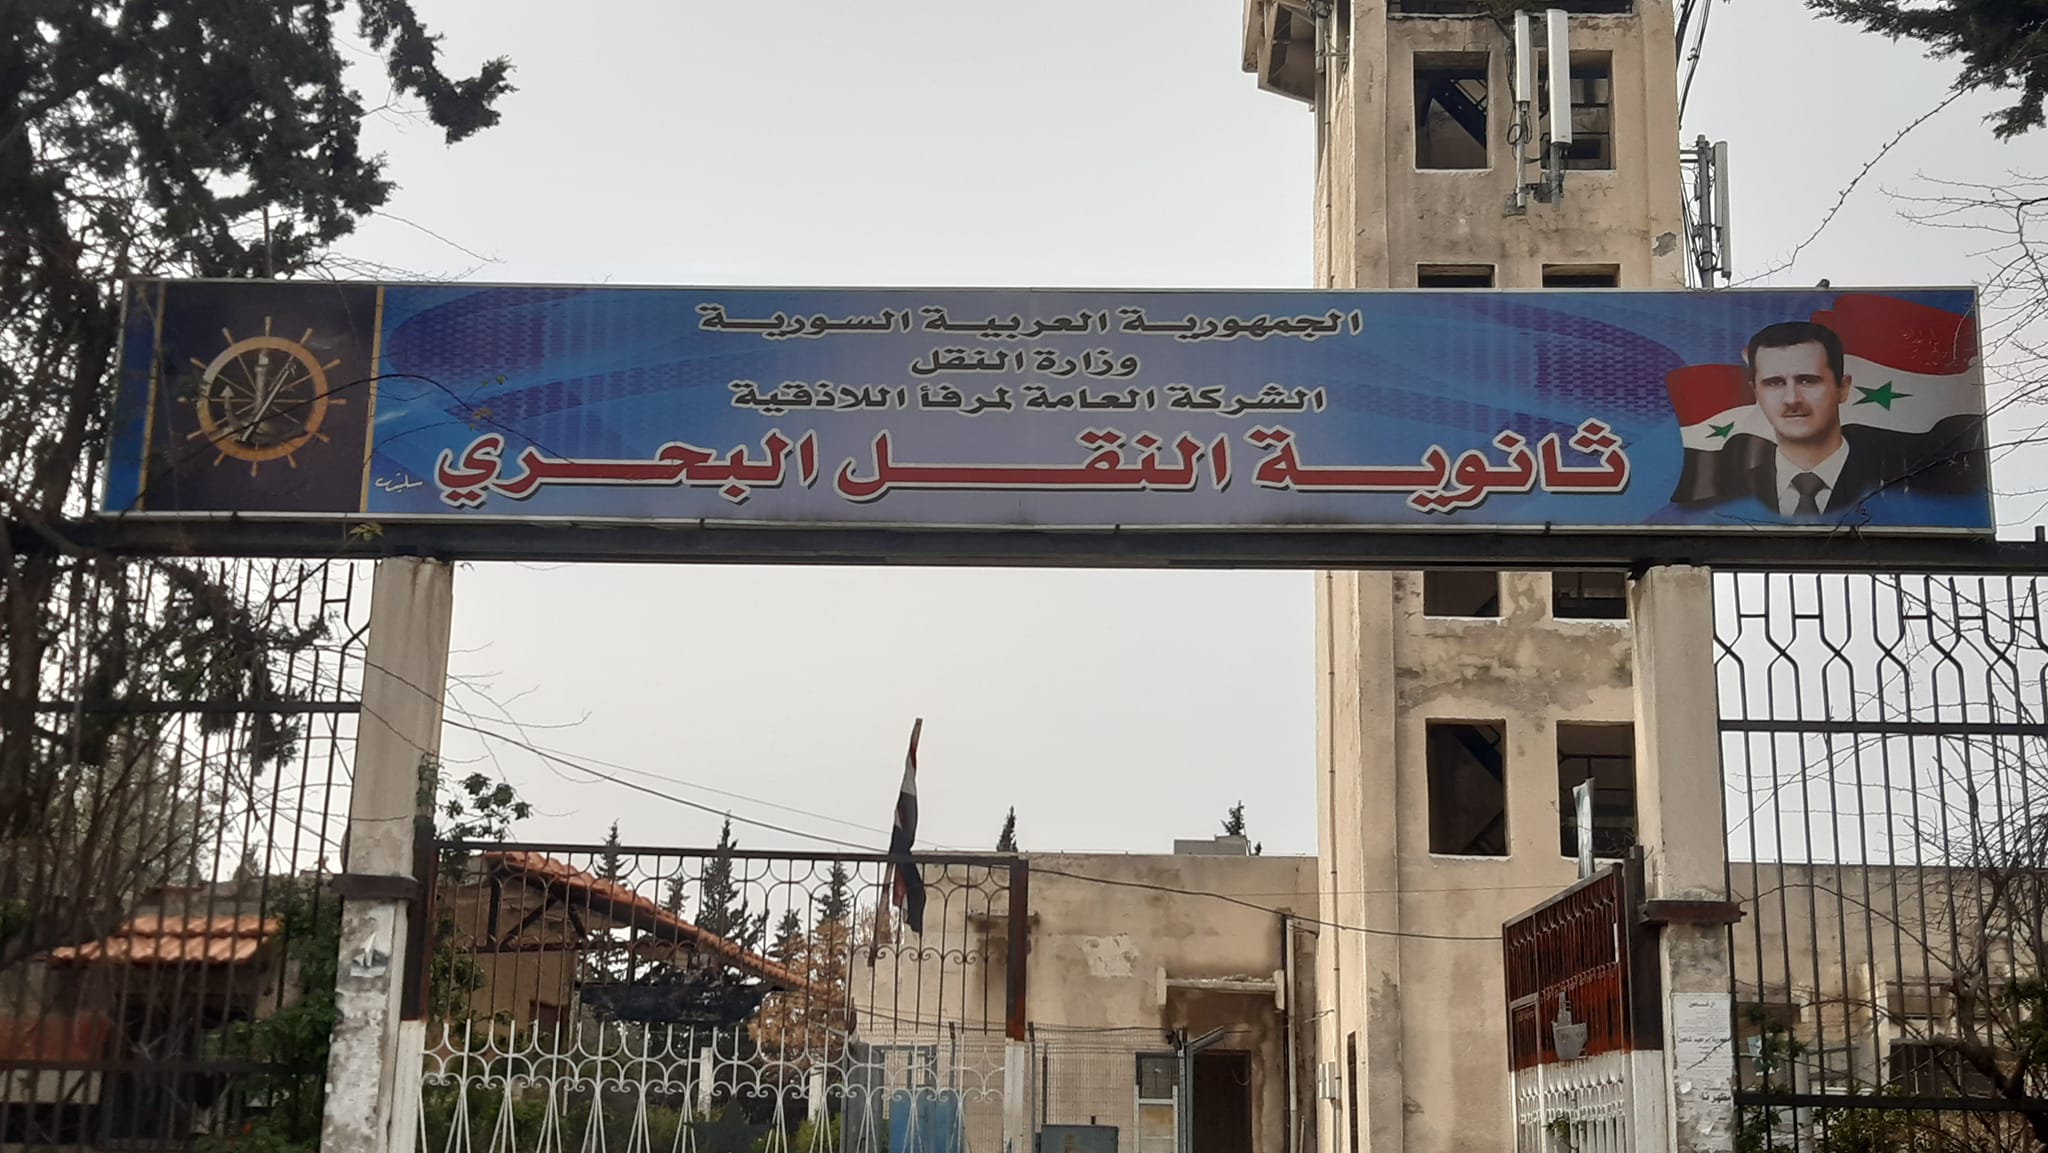 الجمهورية العربية السورية
وزارة النقل
الشركة العامة لمرفأ اللاذقية
ثانوية النقل البحري